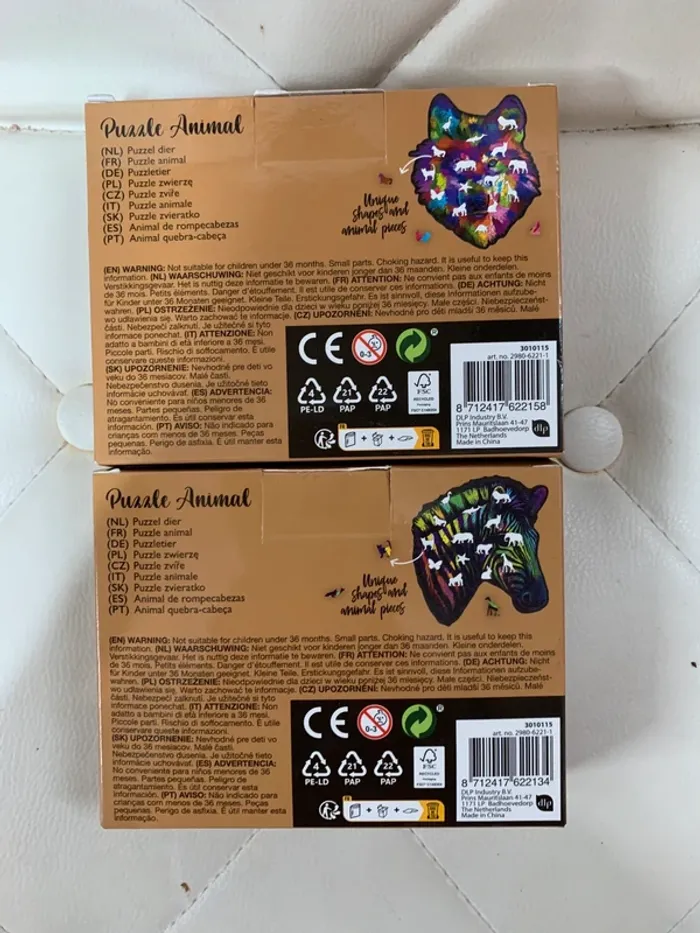 Puzzle Animal
(NL) Puzzel dier
(FR) Puzzle animal
(DE) Puzzletier
(PL) Puzzle zwierzę
(CZ) Puzzle zvíře
(IT) Puzzle animale
(SK) Puzzle zvieratko
(ES) Animal de rompecabezas
(PT) Animal quebra-cabeça
Unique
shapes and
animal pieces
(EN) WARNING: Not suitable for children under 36 months. Small parts. Choking hazard. It is useful to keep this
information. (NL) WAARSCHUWING: Niet geschikt voor kinderen jonger dan 36 maanden. Kleine onderdelen.
Verstikkingsgevaar. Het is nuttig deze informatie te bewaren. (FR) ATTENTION: Ne convient pas aux enfants de moins
de 36 mois. Petits éléments. Danger d'étouffement. Il est utile de conserver ces informations. (DE) ACHTUNG: Nicht
für Kinder unter 36 Monaten geeignet. Kleine Teile. Erstickungsgefahr. Es ist sinnvoll, diese Informationen aufzube-
wahren. (PL) OSTRZEŻENIE: Nieodpowiednie dla dzieci w wieku poniżej 36 miesięcy. Małe części. Niebezpieczeńst-
wo udławienia się. Warto zachować te informacje. (CZ) UPOZORNĚNÍ: Nevhodné pro děti mladší 36 měsíců. Malé
části. Nebezpečí zalknutí. Je užitečné si tyto
informace ponechat. (IT) ATTENZIONE: Non
adatto a bambini di età inferiore a 36 mesi.
Piccole parti. Rischio di soffocamento. È utile
conservare queste informazioni.
(SK) UPOZORNENIE: Nevhodné pre deti vo
veku do 36 mesiacov. Malé časti.
Nebezpečenstvo dusenia. Je užitočné tieto
informácie uchovávať. (ES) ADVERTENCIA:
No conveniente para niños menores de 36
meses. Partes pequeñas. Peligro de
atragantamiento. Es útil conservar esta
información. (PT) AVISO: Não indicado para
crianças com menos de 36 meses. Peças
pequenas. Perigo de asfixia. É útil manter esta
informação.
CE
0-3
4
PE-LD
21
PAP
22
PAP
FSC
RECYCLED
FR
3010115
art. no. 2980-6221-1
8 712417 622158
DLP Industry B.V.
Prins Mauritslaan 41-47
1171 LP Badhoevedorp
The Netherlands
Made in China
dlp
Puzzle Animal
(NL) Puzzel dier
(FR) Puzzle animal
(DE) Puzzletier
(PL) Puzzle zwierzę
(CZ) Puzzle zvíře
(IT) Puzzle animale
(SK) Puzzle zvieratko
(ES) Animal de rompecabezas
(PT) Animal quebra-cabeça
Unique
shapes and
animal pieces
(EN) WARNING: Not suitable for children under 36 months. Small parts. Choking hazard. It is useful to keep this
information. (NL) WAARSCHUWING: Niet geschikt voor kinderen jonger dan 36 maanden. Kleine onderdelen.
Verstikkingsgevaar. Het is nuttig deze informatie te bewaren. (FR) ATTENTION: Ne convient pas aux enfants de moins
de 36 mois. Petits éléments. Danger d'étouffement. Il est utile de conserver ces informations. (DE) ACHTUNG: Nicht
für Kinder unter 36 Monaten geeignet. Kleine Teile. Erstickungsgefahr. Es ist sinnvoll, diese Informationen aufzube-
wahren. (PL) OSTRZEŻENIE: Nieodpowiednie dla dzieci w wieku poniżej 36 miesięcy. Małe części. Niebezpieczeńst-
wo udławienia się. Warto zachować te informacje. (CZ) UPOZORNĚNÍ: Nevhodné pro děti mladší 36 měsíců. Malé
části. Nebezpečí zalknutí. Je užitečné si tyto
informace ponechat. (IT) ATTENZIONE: Non
adatto a bambini di età inferiore a 36 mesi.
Piccole parti. Rischio di soffocamento. È utile
conservare queste informazioni.
(SK) UPOZORNENIE: Nevhodné pre deti vo
veku do 36 mesiacov. Malé časti.
Nebezpečenstvo dusenia. Je užitočné tieto
informácie uchovávať. (ES) ADVERTENCIA:
No conveniente para niños menores de 36
meses. Partes pequeñas. Peligro de
atragantamiento. Es útil conservar esta
información. (PT) AVISO: Não indicado para
crianças com menos de 36 meses. Peças
pequenas. Perigo de asfixia. É útil manter esta
informação.
CE
0-3
4
PE-LD
21
PAP
22
PAP
FSC
RECYCLED
FR
3010115
art. no. 2980-6221-1
8 712417 622134
DLP Industry B.V.
Prins Mauritslaan 41-47
1171 LP Badhoevedorp
The Netherlands
Made in China
dlp